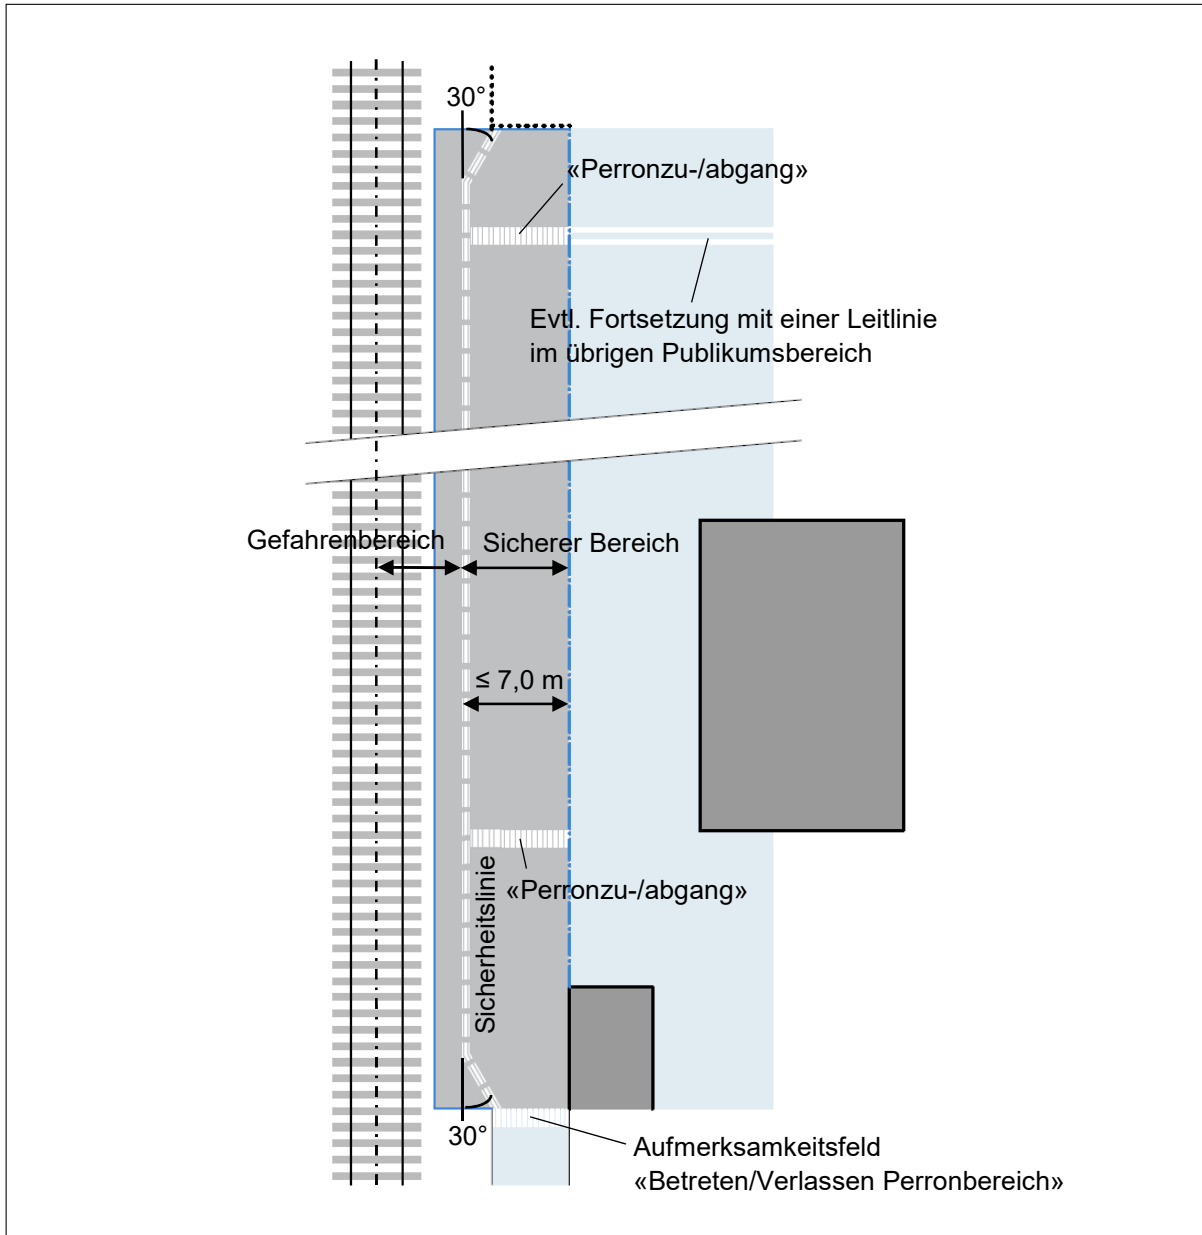 30°
«Perronzu-/abgang»
Evtl. Fortsetzung mit einer Leitlinie
im übrigen Publikumsbereich
Gefahrenbereich
Sicherer Bereich
≤ 7,0 m
Sicherheitslinie
«Perronzu-/abgang»
30°
Aufmerksamkeitsfeld
«Betreten/Verlassen Perronbereich»